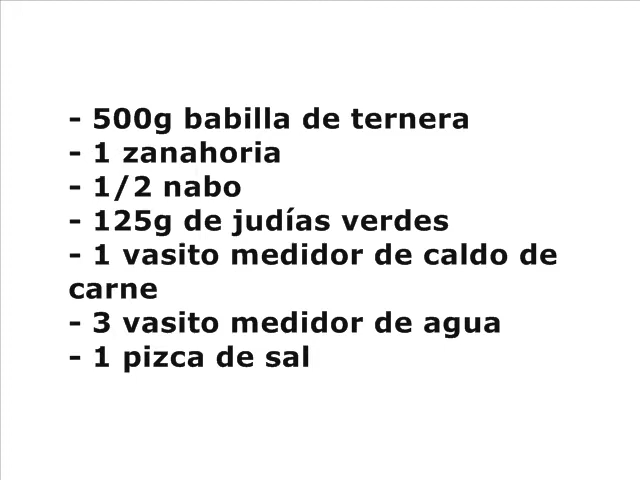 - 500g babilla de ternera
- 1 zanahoria
- 1/2 nabo
- 125g de judías verdes
- 1 vasito medidor de caldo de
carne
- 3 vasito medidor de agua
- 1 pizca de sal